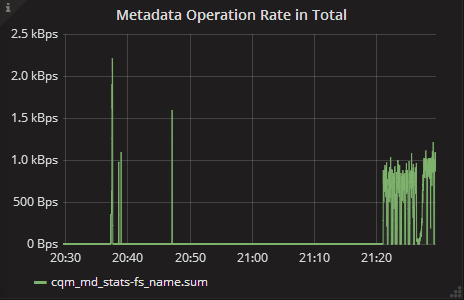 i
Metadata Operation Rate in Total
2.5 kBps
2.0 kBps
1.5 kBps
1.0 kBps
500 Bps
0 Bps
20:30 20:40 20:50 21:00 21:10 21:20
cqm_md_stats-fs_name.sum